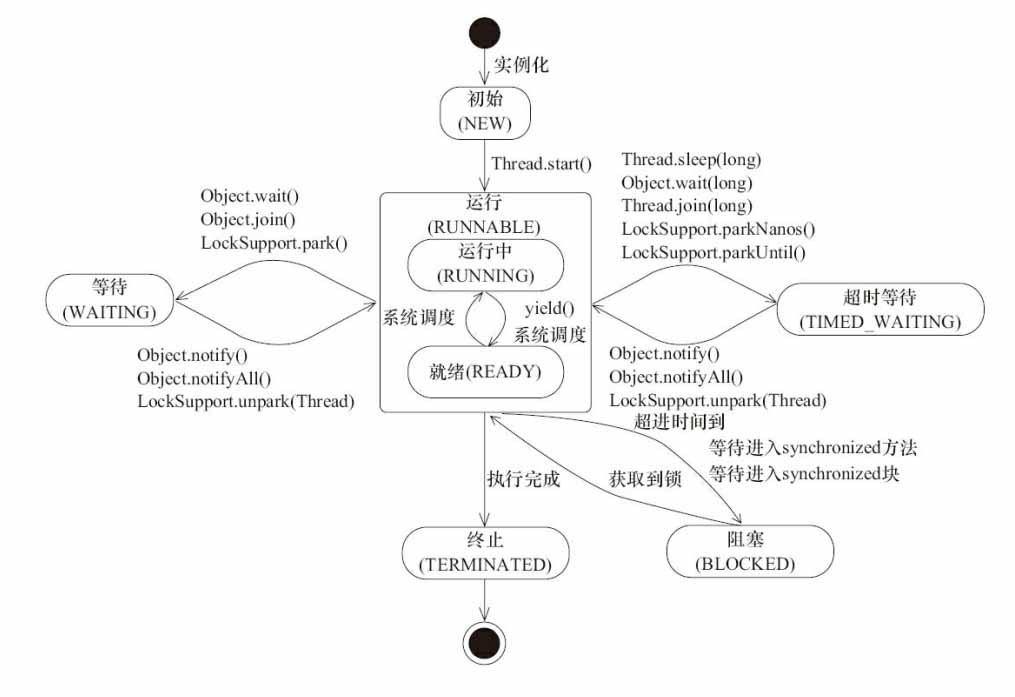 实例化
初始
(NEW)
Thread.start()
Object.wait()
Object.join()
LockSupport.park()
Thread.sleep(long)
Object.wait(long)
Thread.join(long)
LockSupport.parkNanos()
LockSupport.parkUntil()
运行
(RUNNABLE)
运行中
(RUNNING)
等待
(WAITING)
超时等待
(TIMED_WAITING)
系统调度
yield()
系统调度
就绪(READY)
Object.notify()
Object.notifyAll()
LockSupport.unpark(Thread)
Object.notify()
Object.notifyAll()
LockSupport.unpark(Thread)
超进时间到
等待进入synchronized方法
等待进入synchronized块
执行完成
获取到锁
终止
(TERMINATED)
阻塞
(BLOCKED)